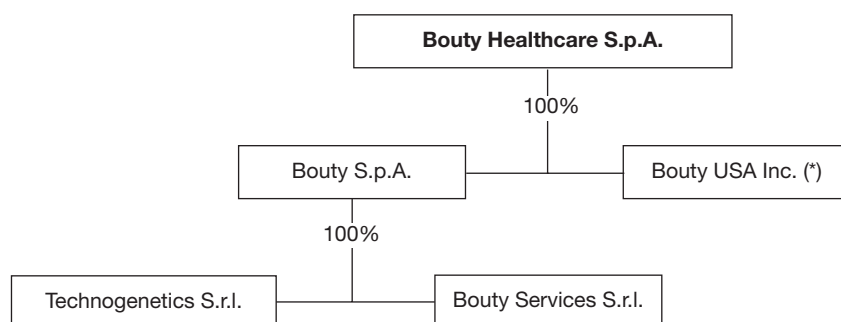 Bouty Healthcare S.p.A.
100%
Bouty S.p.A.
Bouty USA Inc. (*)
100%
Technogenetics S.r.l.
Bouty Services S.r.l.